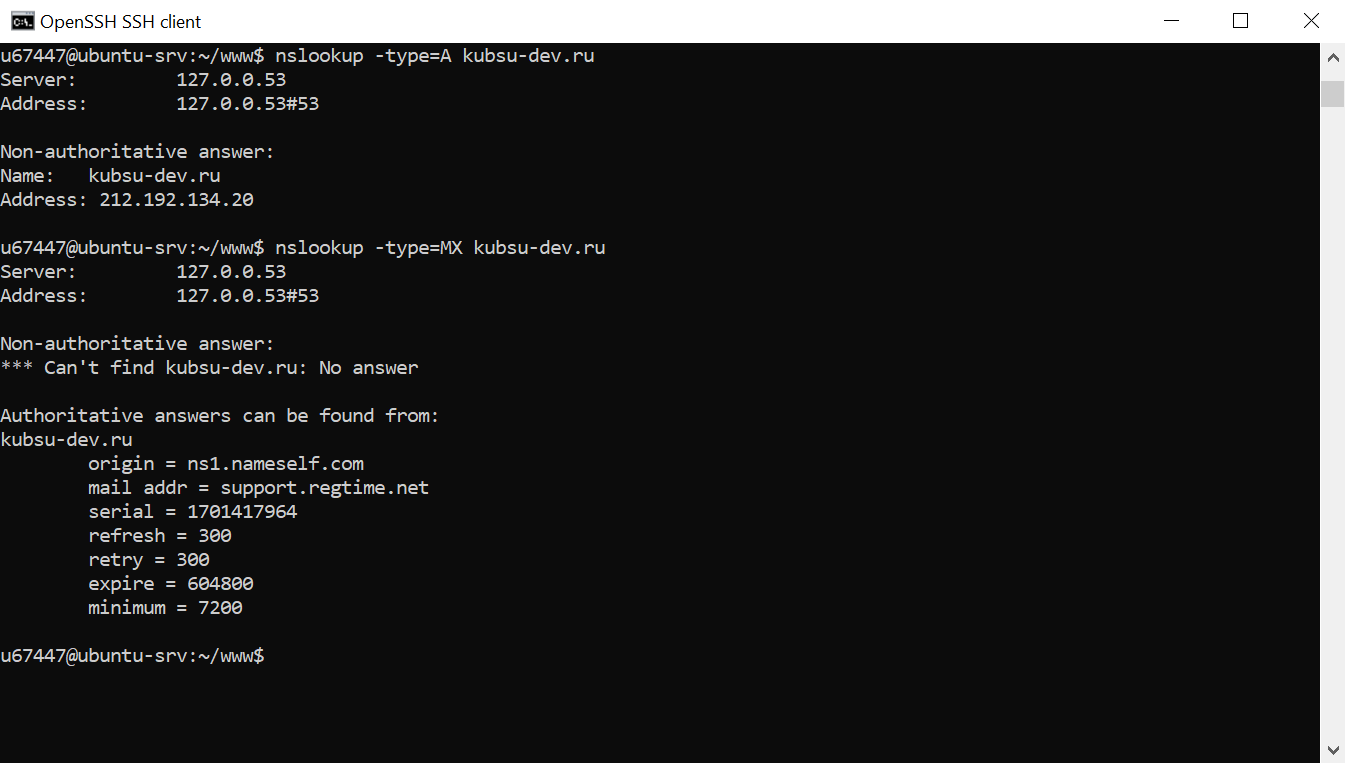 OpenSSH SSH client
u67447@ubuntu-srv:~/www$ nslookup -type=A kubsu-dev.ru
Server:         127.0.0.53
Address:        127.0.0.53#53

Non-authoritative answer:
Name:   kubsu-dev.ru
Address: 212.192.134.20

u67447@ubuntu-srv:~/www$ nslookup -type=MX kubsu-dev.ru
Server:         127.0.0.53
Address:        127.0.0.53#53

Non-authoritative answer:
*** Can't find kubsu-dev.ru: No answer

Authoritative answers can be found from:
kubsu-dev.ru
        origin = ns1.nameself.com
        mail addr = support.regtime.net
        serial = 1701417964
        refresh = 300
        retry = 300
        expire = 604800
        minimum = 7200

u67447@ubuntu-srv:~/www$